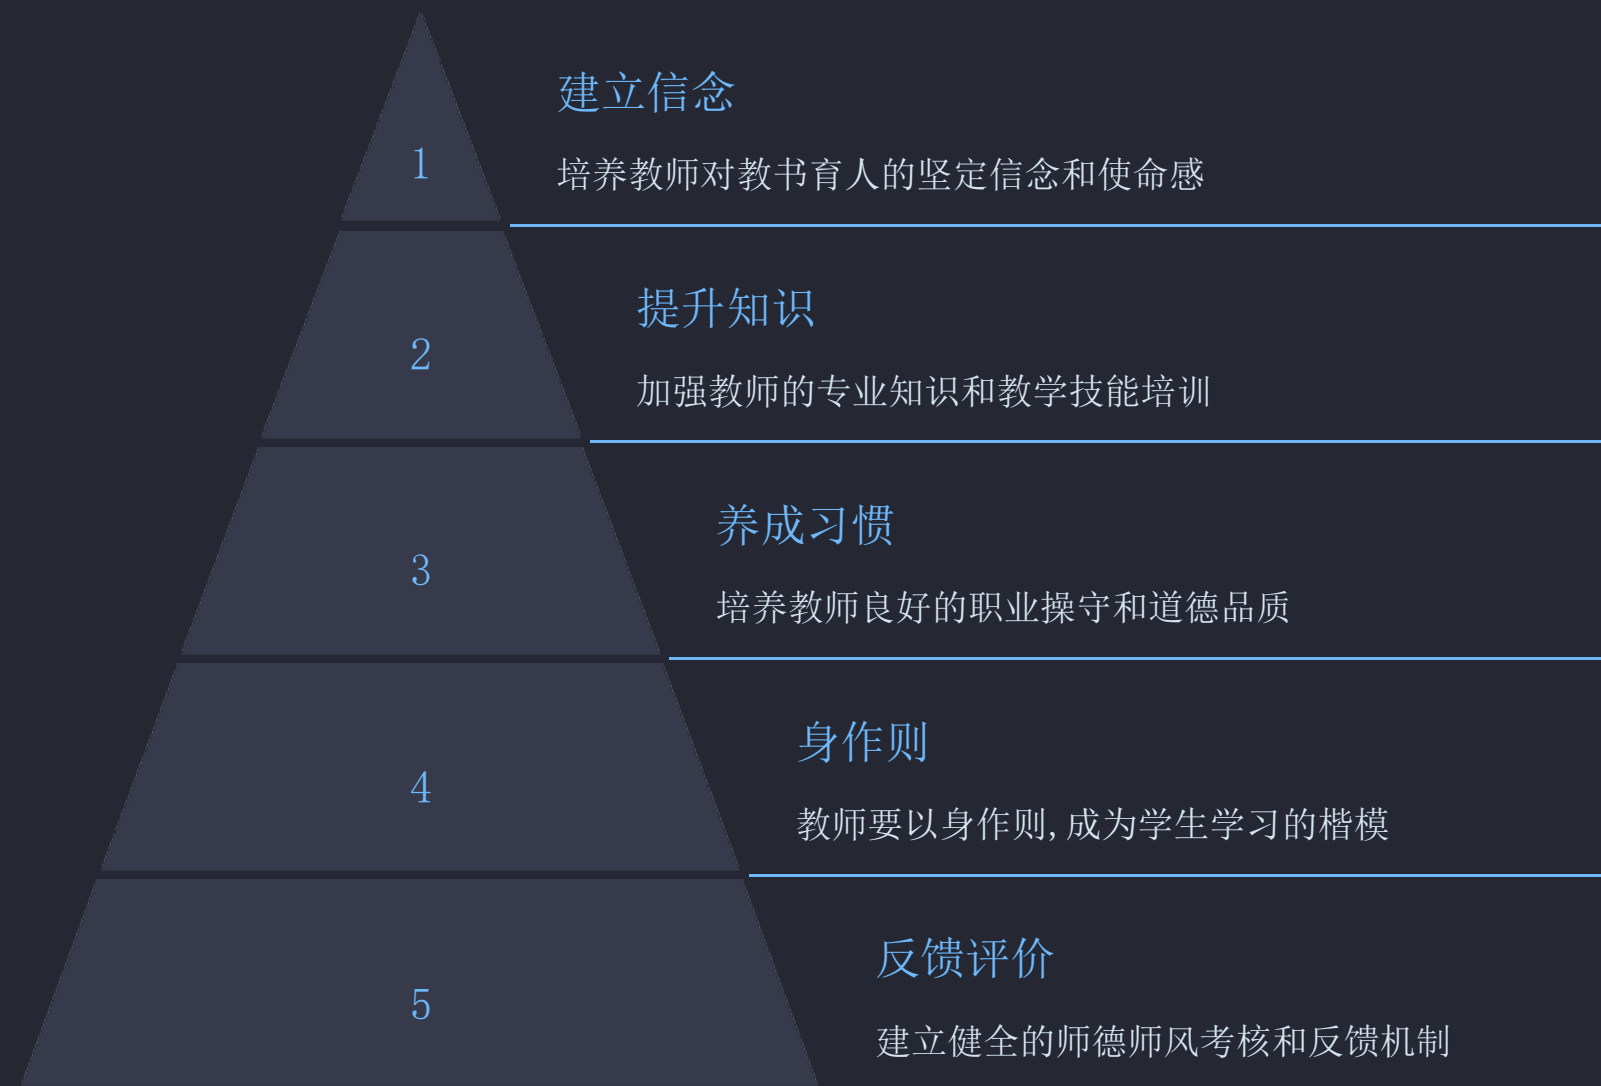 建立信念
1
培养教师对教书育人的坚定信念和使命感
提升知识
2
加强教师的专业知识和教学技能培训
养成习惯
3
培养教师良好的职业操守和道德品质
身作则
4
教师要以身作则,成为学生学习的楷模
反馈评价
5
建立健全的师德师风考核和反馈机制